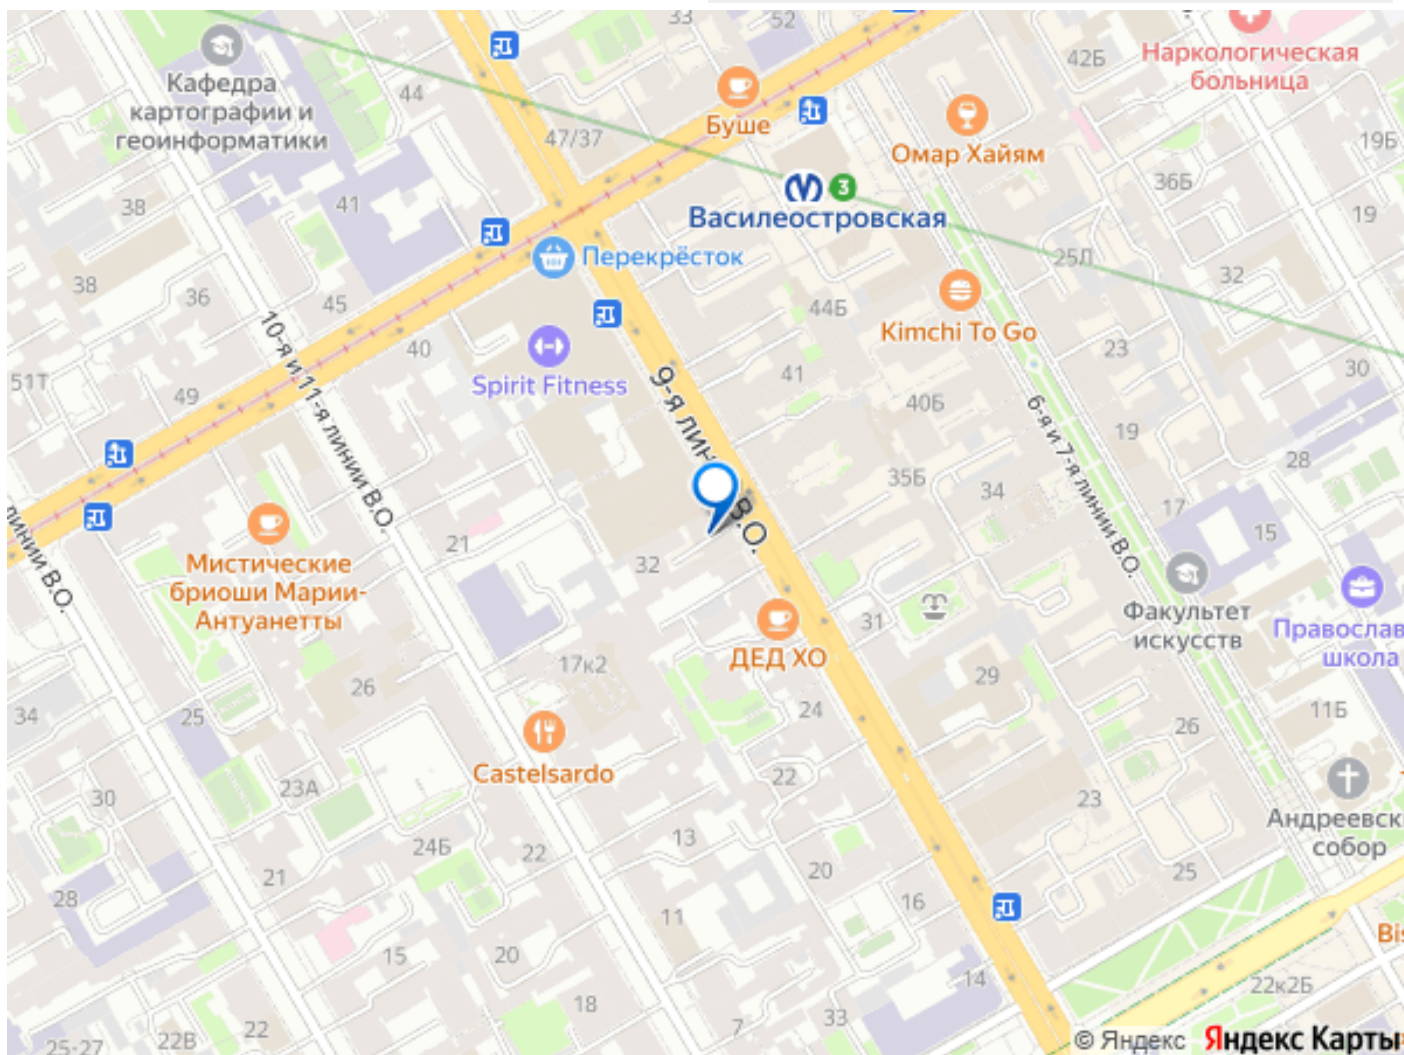 33
52
42Б
Наркологическая
больница
Кафедра
картографии и
геоинформатики
44
47/37
Буше
Омар Хайям
19Б
36Б
38
41
3
Василеостровская
19
Перекрёсток
25Л
32
38
36
45
44Б
Kimchi To Go
40
10-я и 11-я линии В.О.
Spirit Fitness
9-я лин
В.О.
41
23
30
51Т
49
40Б
6-я и 7-я линии В.О.
19
28
35Б
34
17
15
линии В.О.
21
32
Мистические
бриоши Марии-
Антуанетты
31
Факультет
искусств
Православ
школа
17к2
ДЕД ХО
29
26
34
25
24
26
11Б
Castelsardo
22
23А
30
23
Андреевск
собор
13
24Б
22
20
25
21
28
16
11
Bis
15
20
14
18
22к2Б
7
33
22
22В
25-27
© Яндекс Яндекс Карты